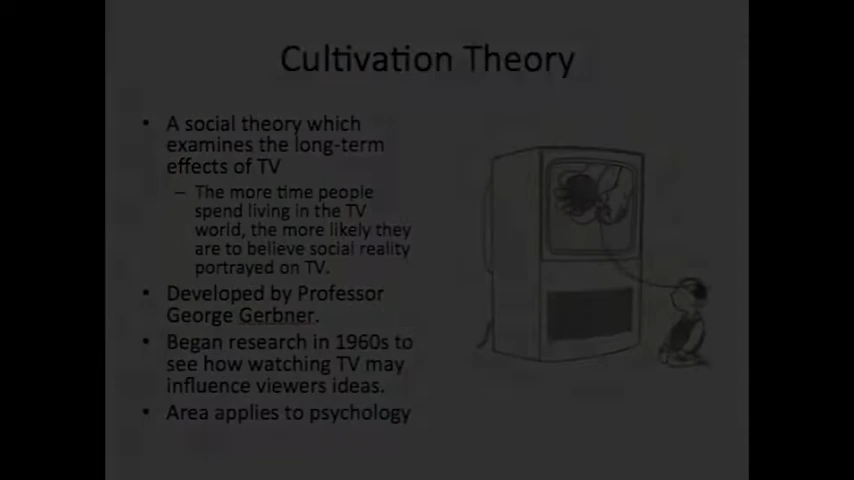 Cultivation Theory
• A social theory which
examines the long-term
effects of TV
– The more time people
spend living in the TV
world, the more likely they
are to believe social reality
portrayed on TV.
• Developed by Professor
George Gerbner.
• Began research in 1960s to
see how watching TV may
influence viewers ideas.
• Area applies to psychology